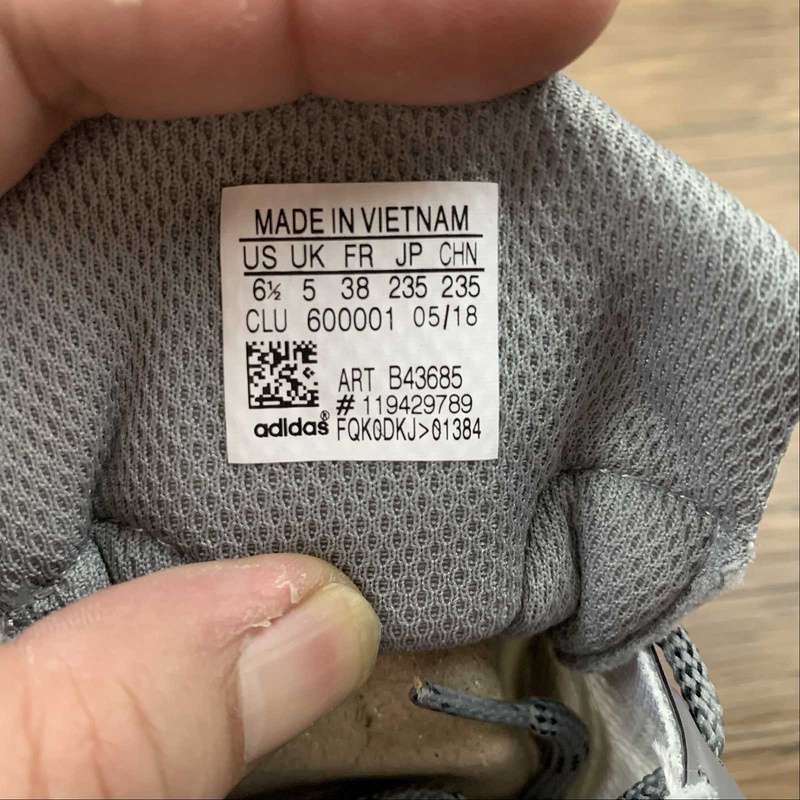 MADE IN VIETNAM
US UK FR JP CHN
6½ 5 38 235 235
CLU 600001 05/18
ART B43685
# 119429789
adidas® FQK0DKJ>01384